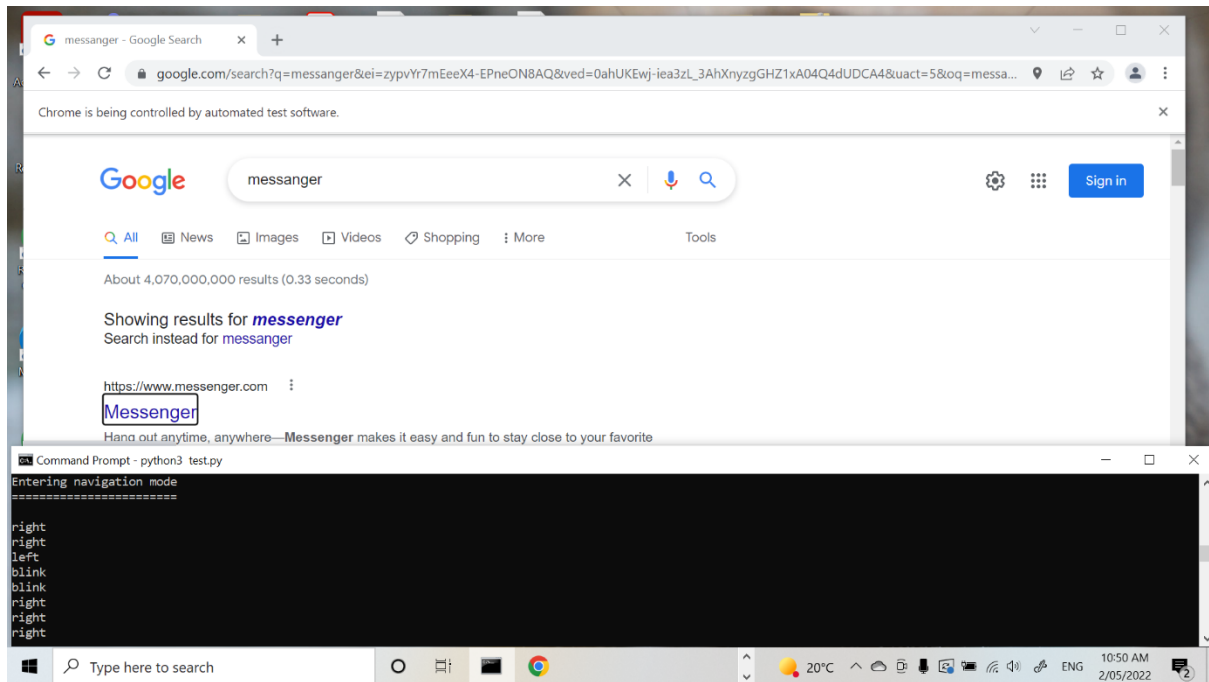 messanger - Google Search
google.com/search?q=messanger&ei=zypvYr7mEeeX4-EPneON8AQ&ved=0ahUKEwj-iea3zL_3AhXnyzgGHZ1xA04Q4dUDCA4&uact=5&oq=messa...
Chrome is being controlled by automated test software.
Google messanger Sign in
All News Images Videos Shopping More Tools
About 4,070,000,000 results (0.33 seconds)
Showing results for messenger
Search instead for messanger
https://www.messenger.com
Messenger
Hang out anytime, anywhere—Messenger makes it easy and fun to stay close to your favorite
Command Prompt - python3 test.py
Entering navigation mode
========================
right
right
left
blink
blink
right
right
right
Type here to search 20°C ENG 10:50 AM
2/05/2022 2